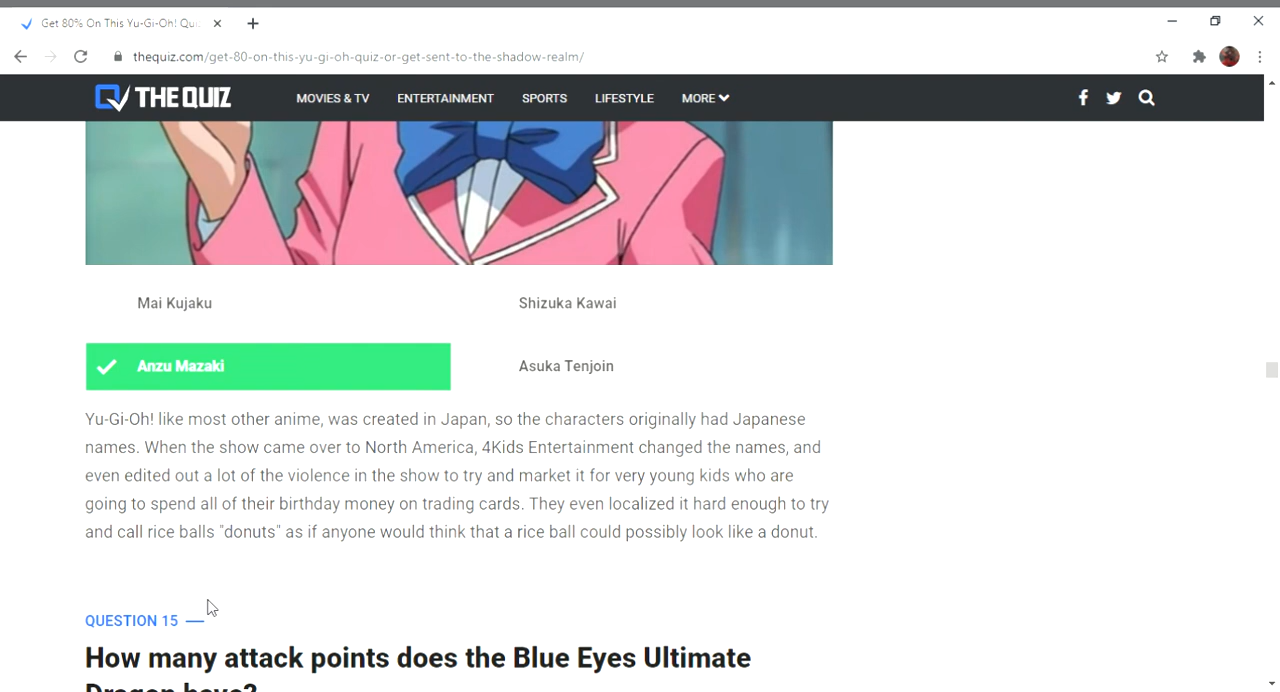 Get 80% On This Yu-Gi-Oh! Qu
thequiz.com/get-80-on-this-yu-gi-oh-quiz-or-get-sent-to-the-shadow-realm/
THE QUIZ MOVIES & TV ENTERTAINMENT SPORTS LIFESTYLE MORE
Mai Kujaku Shizuka Kawai
Anzu Mazaki Asuka Tenjoin
Yu-Gi-Oh! like most other anime, was created in Japan, so the characters originally had Japanese
names. When the show came over to North America, 4Kids Entertainment changed the names, and
even edited out a lot of the violence in the show to try and market it for very young kids who are
going to spend all of their birthday money on trading cards. They even localized it hard enough to try
and call rice balls "donuts" as if anyone would think that a rice ball could possibly look like a donut.
QUESTION 15
How many attack points does the Blue Eyes Ultimate
Dragon have?